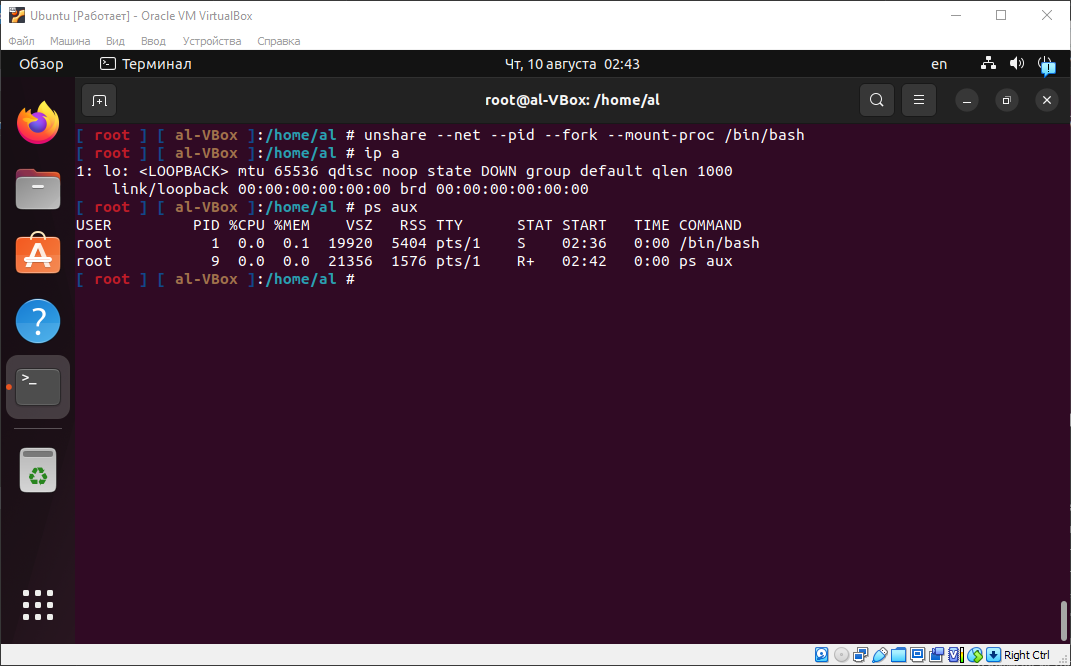 Ubuntu [Работает] - Oracle VM VirtualBox
Файл Машина Вид Ввод Устройства Справка
Обзор Терминал Чт, 10 августа 02:43 en
root@al-VBox: /home/al
[ root ] [ al-VBox ]:/home/al # unshare --net --pid --fork --mount-proc /bin/bash
[ root ] [ al-VBox ]:/home/al # ip a
1: lo: <LOOPBACK> mtu 65536 qdisc noop state DOWN group default qlen 1000
    link/loopback 00:00:00:00:00:00 brd 00:00:00:00:00:00
[ root ] [ al-VBox ]:/home/al # ps aux
USER         PID %CPU %MEM    VSZ   RSS TTY      STAT START   TIME COMMAND
root           1  0.0  0.1  19920  5404 pts/1    S    02:36   0:00 /bin/bash
root           9  0.0  0.0  21356  1576 pts/1    R+   02:42   0:00 ps aux
[ root ] [ al-VBox ]:/home/al #
Right Ctrl